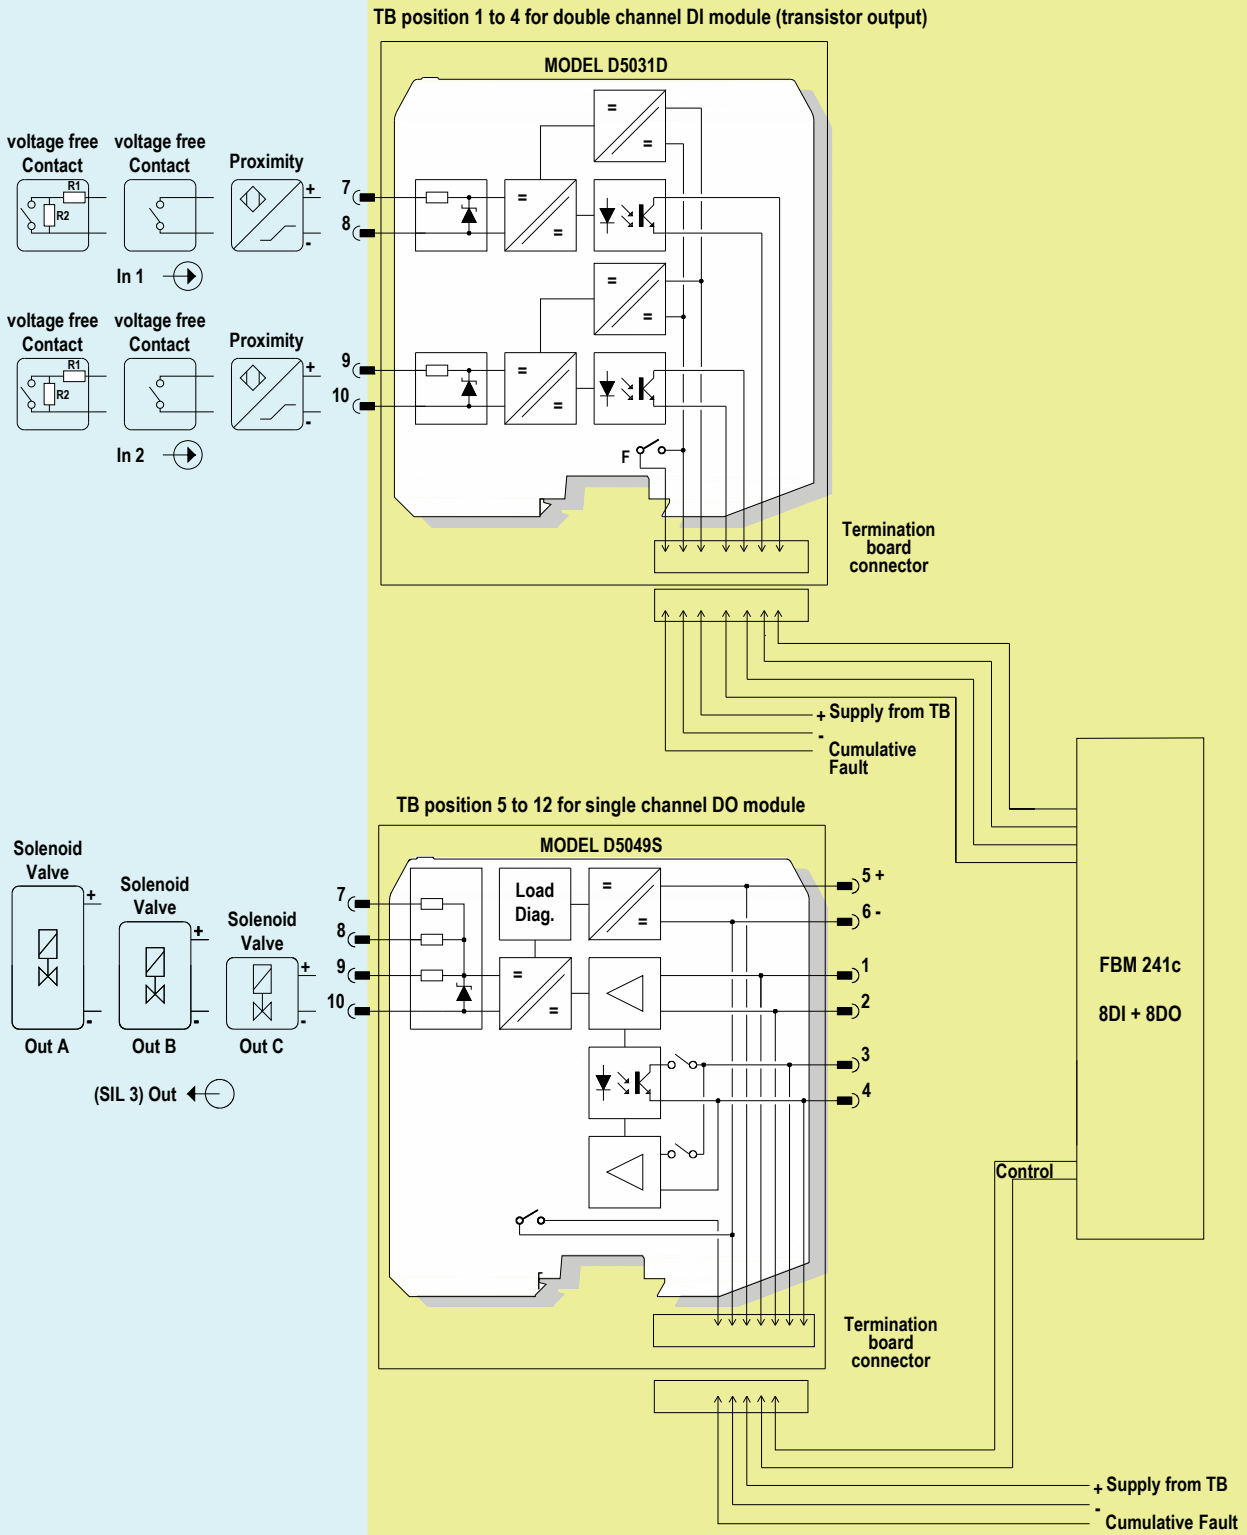 TB position 1 to 4 for double channel DI module (transistor output)
MODEL D5031D
voltage free
Contact
voltage free
Contact
Proximity
R1
R2
+
-
7
8
In 1
=
=
=
=
voltage free
Contact
voltage free
Contact
Proximity
R1
R2
+
-
9
10
In 2
=
=
=
=
F
Termination
board
connector
+ Supply from TB
-
Cumulative
Fault
TB position 5 to 12 for single channel DO module
MODEL D5049S
Solenoid
Valve
+
-
Out A
Solenoid
Valve
+
-
Out B
Solenoid
Valve
+
-
Out C
(SIL 3) Out
7
8
9
10
Load
Diag.
=
=
=
=
5 +
6 -
1
2
3
4
FBM 241c
8DI + 8DO
Control
Termination
board
connector
+ Supply from TB
-
Cumulative Fault